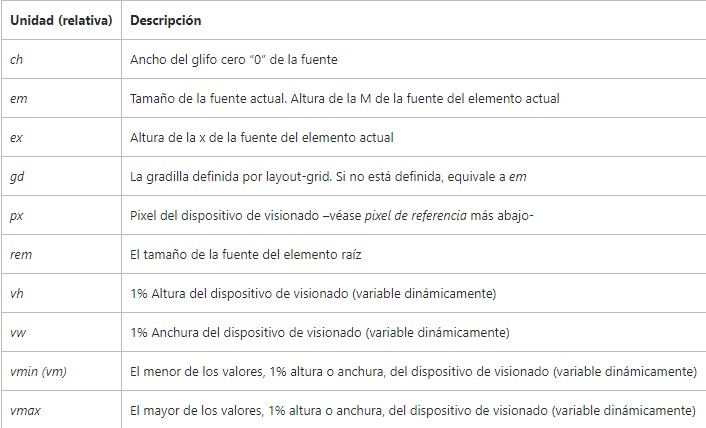 Unidad (relativa) Descripción
ch Ancho del glifo cero “0” de la fuente
em Tamaño de la fuente actual. Altura de la M de la fuente del elemento actual
ex Altura de la x de la fuente del elemento actual
gd La gradilla definida por layout-grid. Si no está definida, equivale a em
px Pixel del dispositivo de visionado –véase pixel de referencia más abajo-
rem El tamaño de la fuente del elemento raíz
vh 1% Altura del dispositivo de visionado (variable dinámicamente)
vw 1% Anchura del dispositivo de visionado (variable dinámicamente)
vmin (vm) El menor de los valores, 1% altura o anchura, del dispositivo de visionado (variable dinámicamente)
vmax El mayor de los valores, 1% altura o anchura, del dispositivo de visionado (variable dinámicamente)